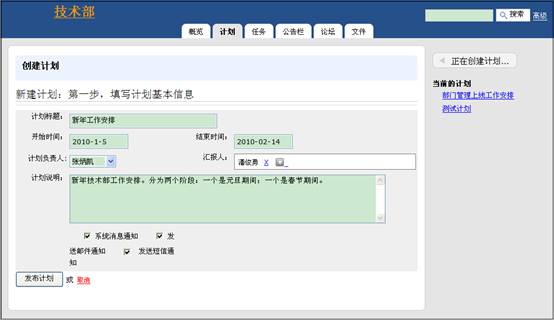 技术部
搜索 高级
概览 计划 任务 公告栏 论坛 文件
创建计划
新建计划：第一步，填写计划基本信息
计划标题： 新年工作安排
开始时间： 2010-1-5 结束时间： 2010-02-14
计划负责人： 张炳凯 汇报人： 潘俊勇 X
计划说明： 新年技术部工作安排。分为两个阶段：一个是元旦期间；一个是春节期间。
系统消息通知 发
送邮件通知 发送短信通
知
发布计划 或 取消
正在创建计划...
当前的计划
部门管理上线工作安排
测试计划